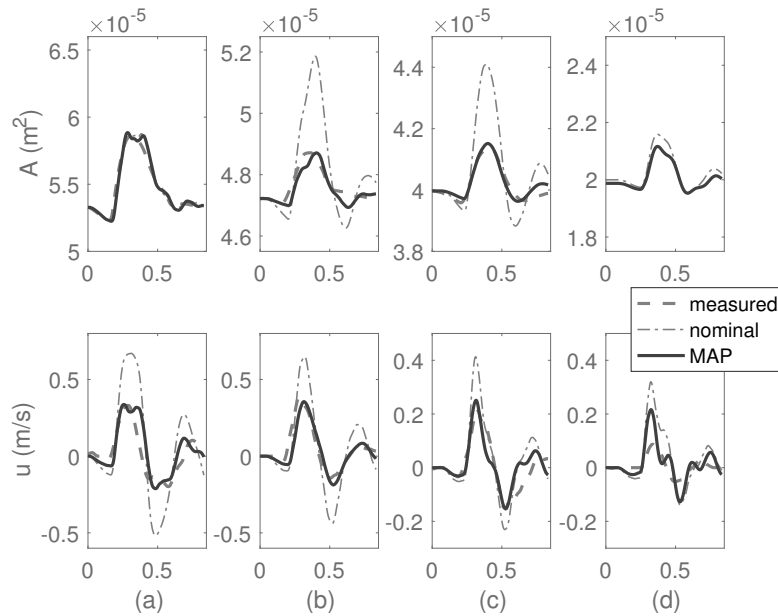 ×10⁻⁵ ×10⁻⁵ ×10⁻⁵ ×10⁻⁵
6.5 5.2 4.4 2.4
6 5 4.2 2.2
5.5 4.8 4 2
5 4.6 3.8 1.8
A (m²)
0 0.5 0 0.5 0 0.5 0 0.5
measured
nominal
MAP
0.5 0.5 0.4 0.4
0.2 0.2
0 0 0 0
-0.5 -0.5 -0.2 -0.2
u (m/s)
0 0.5 0 0.5 0 0.5 0 0.5
(a) (b) (c) (d)